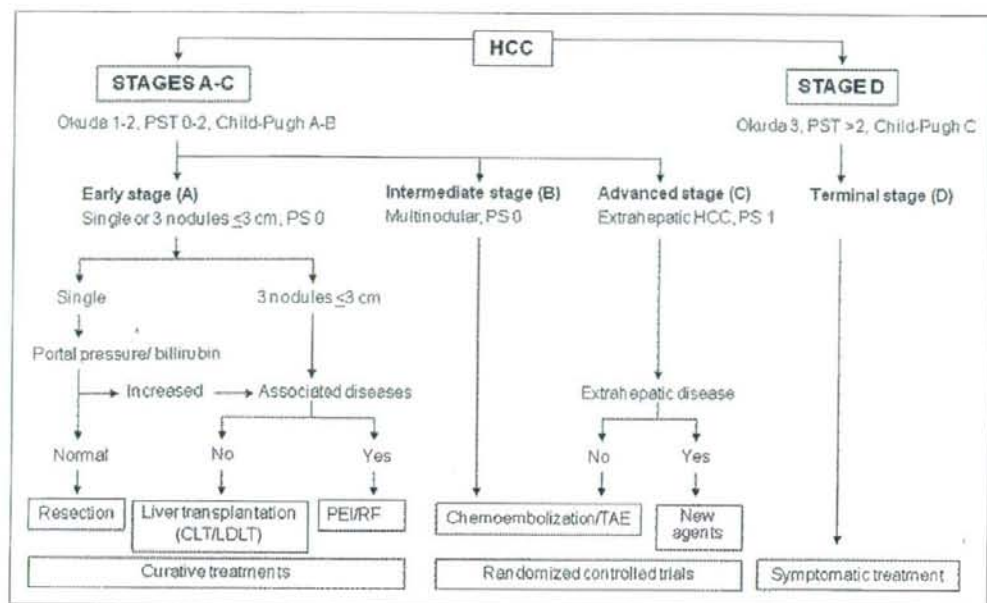 HCC
STAGES A-C
STAGE D
Okuda 1-2, PST 0-2, Child-Pugh A-B
Okuda 3, PST >2, Child-Pugh C
Early stage (A)
Single or 3 nodules ≤3 cm, PS 0
Intermediate stage (B)
Multinodular, PS 0
Advanced stage (C)
Extrahepatic HCC, PS 1
Terminal stage (D)
Single
3 nodules ≤3 cm
Portal pressure/ billirubin
Increased
Associated diseases
Extrahepatic disease
Normal
No
Yes
No
Yes
Resection
Liver transplantation
(CLT/LDLT)
PEI/RF
Chemoembolization/TAE
New
agents
Curative treatments
Randomized controlled trials
Symptomatic treatment